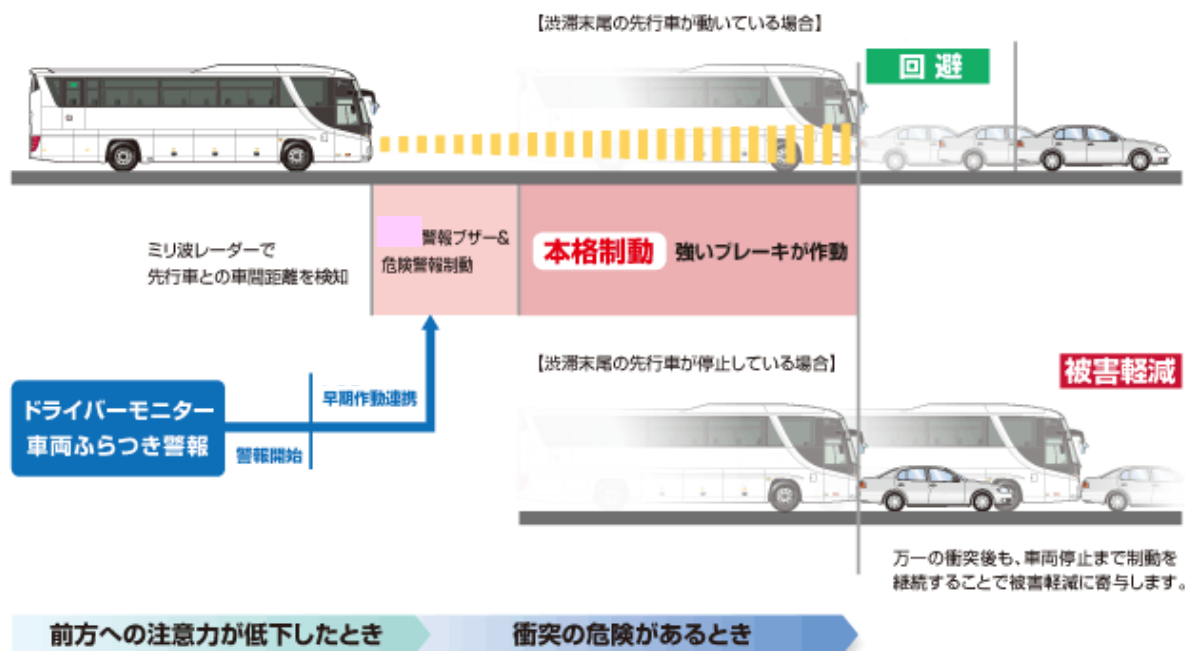 【渋滞末尾の先行車が動いている場合】
回避
ミリ波レーダーで
先行車との車間距離を検知
警報ブザー&
危険警報制動
本格制動 強いブレーキが作動
【渋滞末尾の先行車が停止している場合】
被害軽減
ドライバーモニター
車両ふらつき警報
早期作動連携
警報開始
万一の衝突後も、車両停止まで制動を
継続することで被害軽減に寄与します。
前方への注意力が低下したとき
衝突の危険があるとき